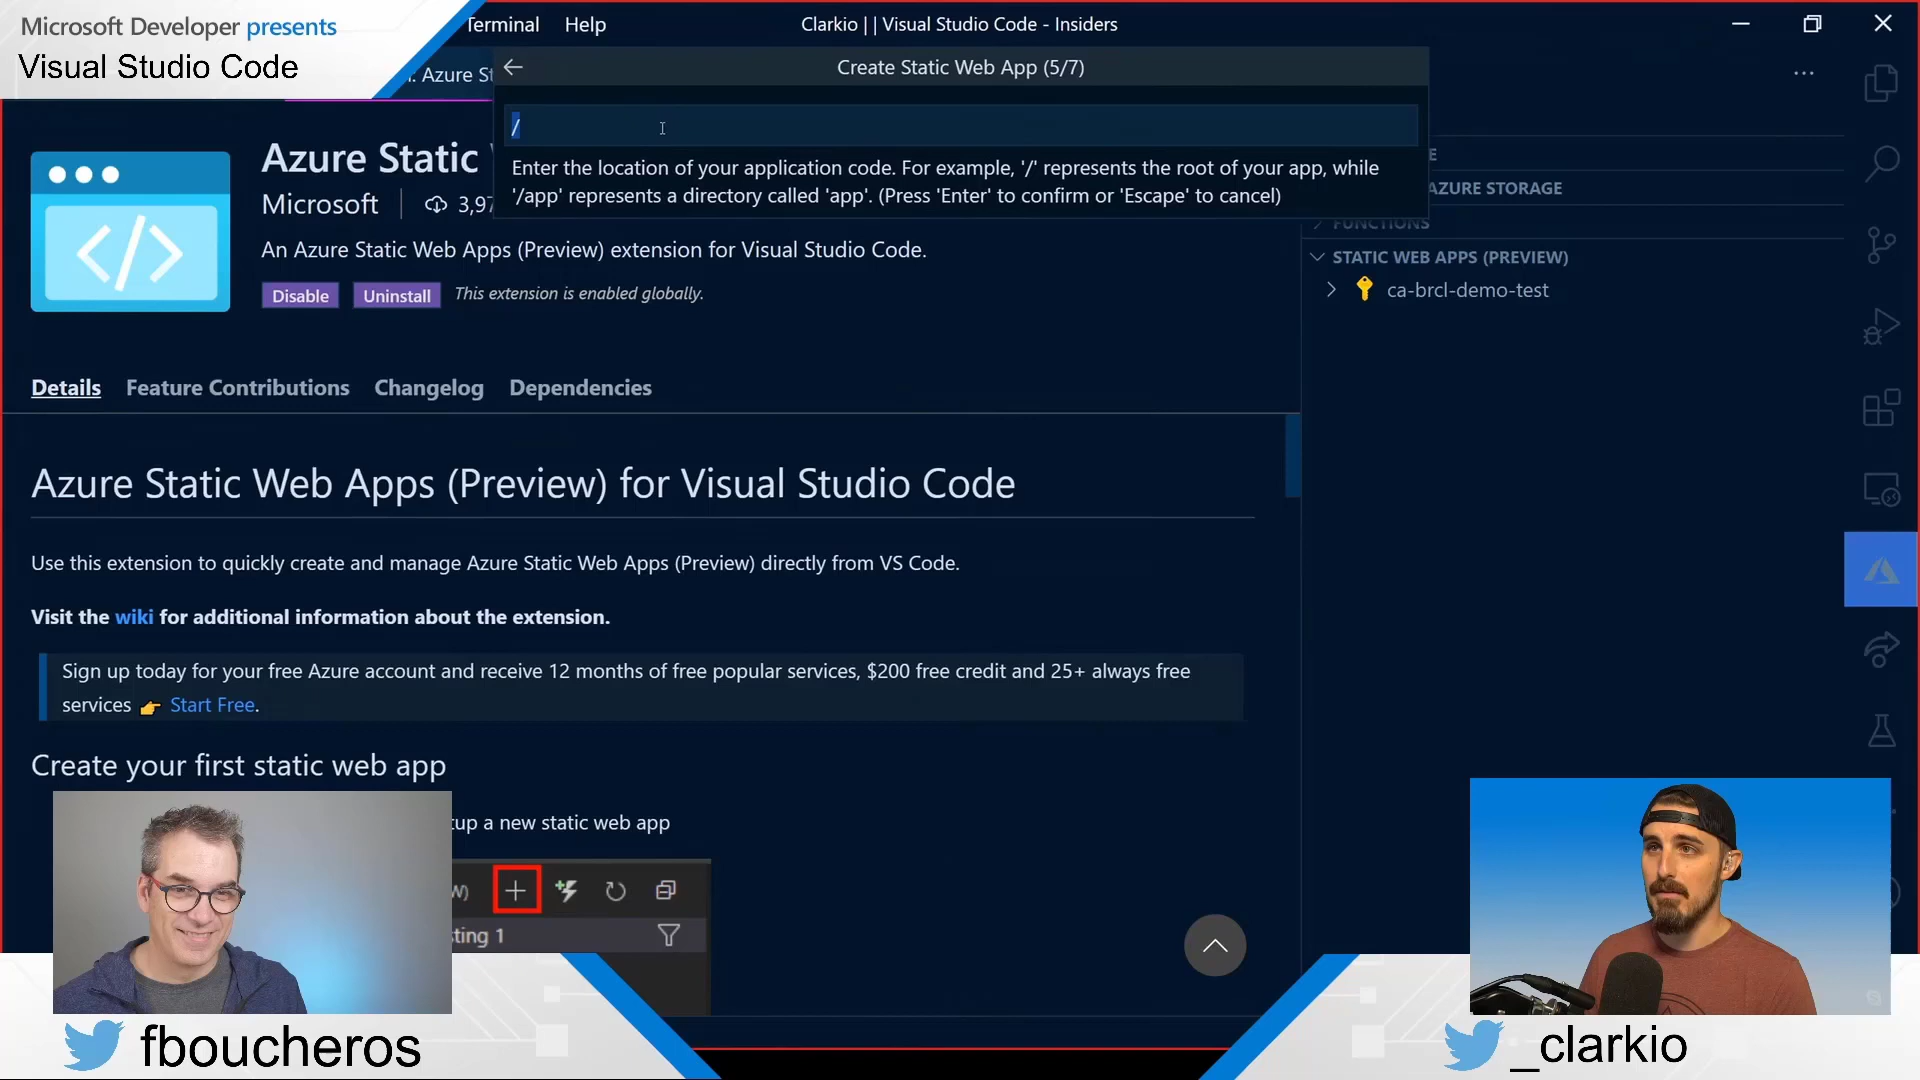 Microsoft Developer presents
Visual Studio Code
Terminal Help
Clarkio | | Visual Studio Code - Insiders
: Azure St
Create Static Web App (5/7)
/
Enter the location of your application code. For example, '/' represents the root of your app, while
'/app' represents a directory called 'app'. (Press 'Enter' to confirm or 'Escape' to cancel)
Azure Static
Microsoft
3,97
An Azure Static Web Apps (Preview) extension for Visual Studio Code.
Disable Uninstall This extension is enabled globally.
E
AZURE STORAGE
FUNCTIONS
STATIC WEB APPS (PREVIEW)
ca-brcl-demo-test
Details Feature Contributions Changelog Dependencies
Azure Static Web Apps (Preview) for Visual Studio Code
Use this extension to quickly create and manage Azure Static Web Apps (Preview) directly from VS Code.
Visit the wiki for additional information about the extension.
Sign up today for your free Azure account and receive 12 months of free popular services, $200 free credit and 25+ always free
services 👉 Start Free.
Create your first static web app
tup a new static web app
W)
sting 1
fboucheros
_clarkio